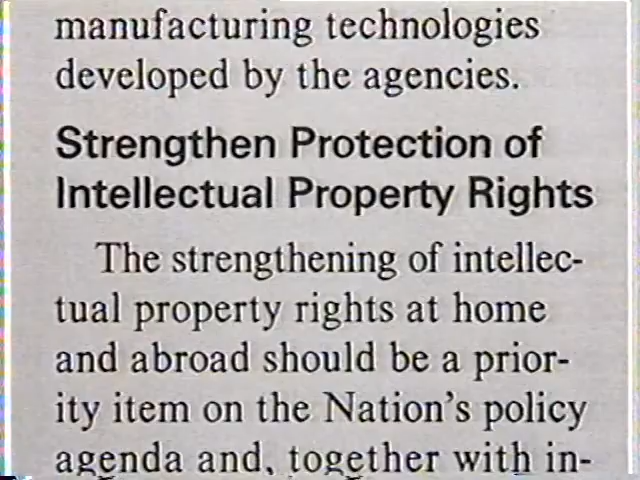 manufacturing technologies
developed by the agencies.
Strengthen Protection of
Intellectual Property Rights
The strengthening of intellec-
tual property rights at home
and abroad should be a prior-
ity item on the Nation's policy
agenda and, together with in-